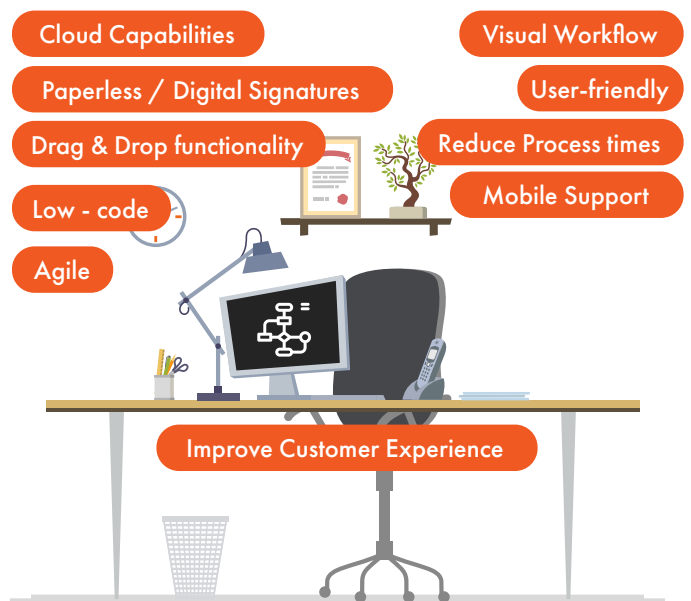 Cloud Capabilities
Visual Workflow
Paperless / Digital Signatures
User-friendly
Drag & Drop functionality
Reduce Process times
Low - code
Mobile Support
Agile
Improve Customer Experience